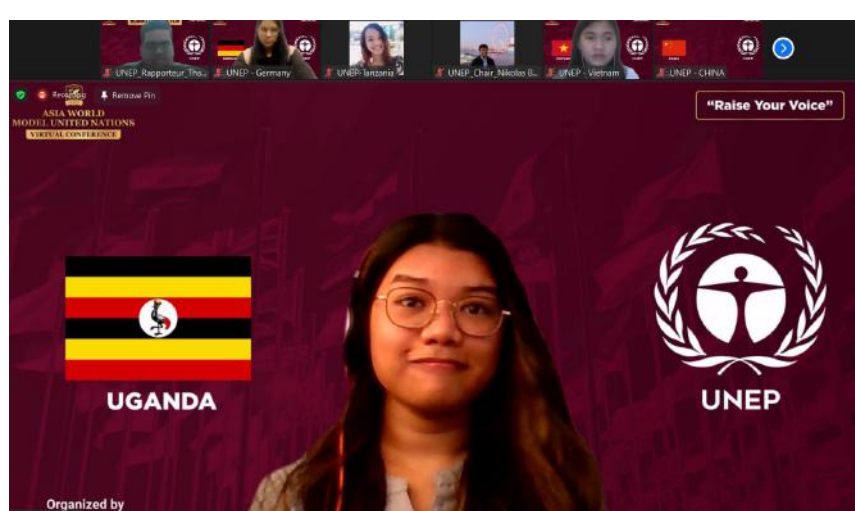 UNEP_Rapporteur_Tha...
UNEP - Germany
UNEP-Tanzania
UNEP_Chair_Nikolas B...
UNEP - Vietnam
UNEP - CHINA
Recording
Remove Pin
ASIA WORLD
MODEL UNITED NATIONS
VIRTUAL CONFERENCE
“Raise Your Voice”
UGANDA
UNEP
Organized by